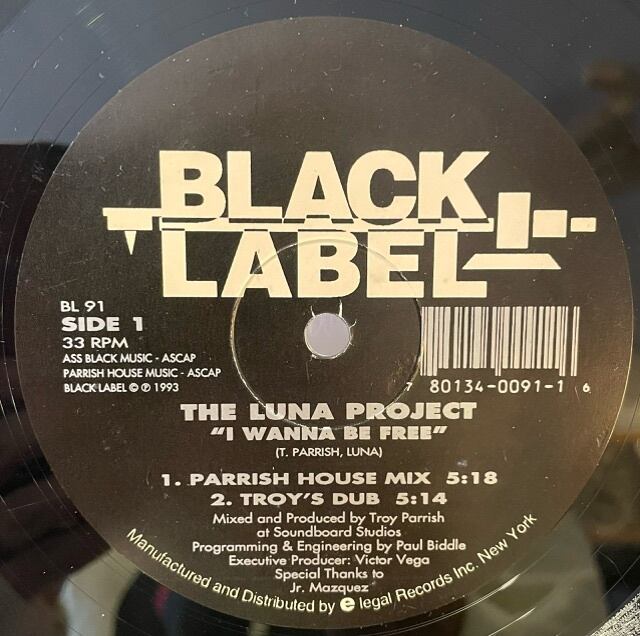 BLACK
LABEL
BL 91
SIDE 1
33 RPM
ASS BLACK MUSIC - ASCAP
PARRISH HOUSE MUSIC - ASCAP
BLACK LABEL © ℗ 1993
7 80134-0091-1 6
THE LUNA PROJECT
"I WANNA BE FREE"
(T. PARRISH, LUNA)
1. PARRISH HOUSE MIX 5:18
2. TROY'S DUB 5:14
Mixed and Produced by Troy Parrish
at Soundboard Studios
Programming & Engineering by Paul Biddle
Executive Producer: Victor Vega
Special Thanks to
Jr. Mazquez
Manufactured and Distributed by e legal Records Inc. New York